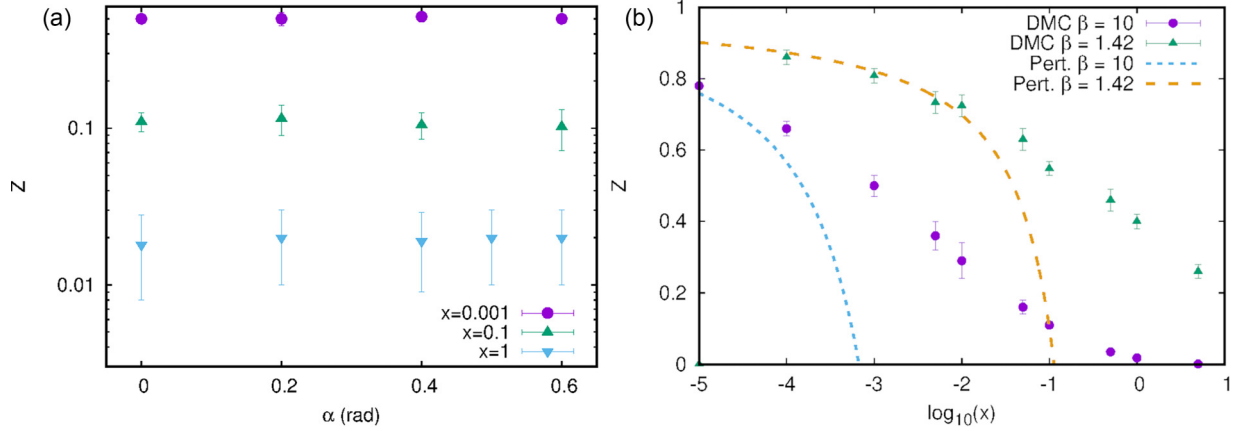 (a)
Z
0.1
0.01
x=0.001
x=0.1
x=1
0 0.2 0.4 0.6
α (rad)
(b)
Z
1
0.8
0.6
0.4
0.2
0
DMC β = 10
DMC β = 1.42
Pert. β = 10
Pert. β = 1.42
-5 -4 -3 -2 -1 0 1
log10(x)